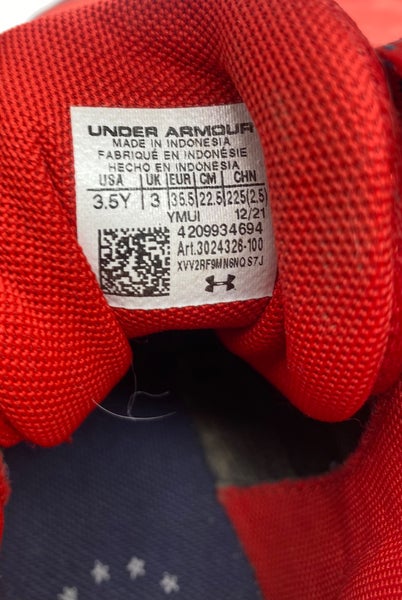 UNDER ARMOUR
MADE IN INDONESIA
FABRIQUÉ EN INDONÉSIE
HECHO EN INDONESIA
USA UK EUR CM CHN
3.5Y 3 35.5 22.5 225(2.5)
YMUI 12/21
4209934694
Art.3024326-100
XVV2RF9MN6NO S7J